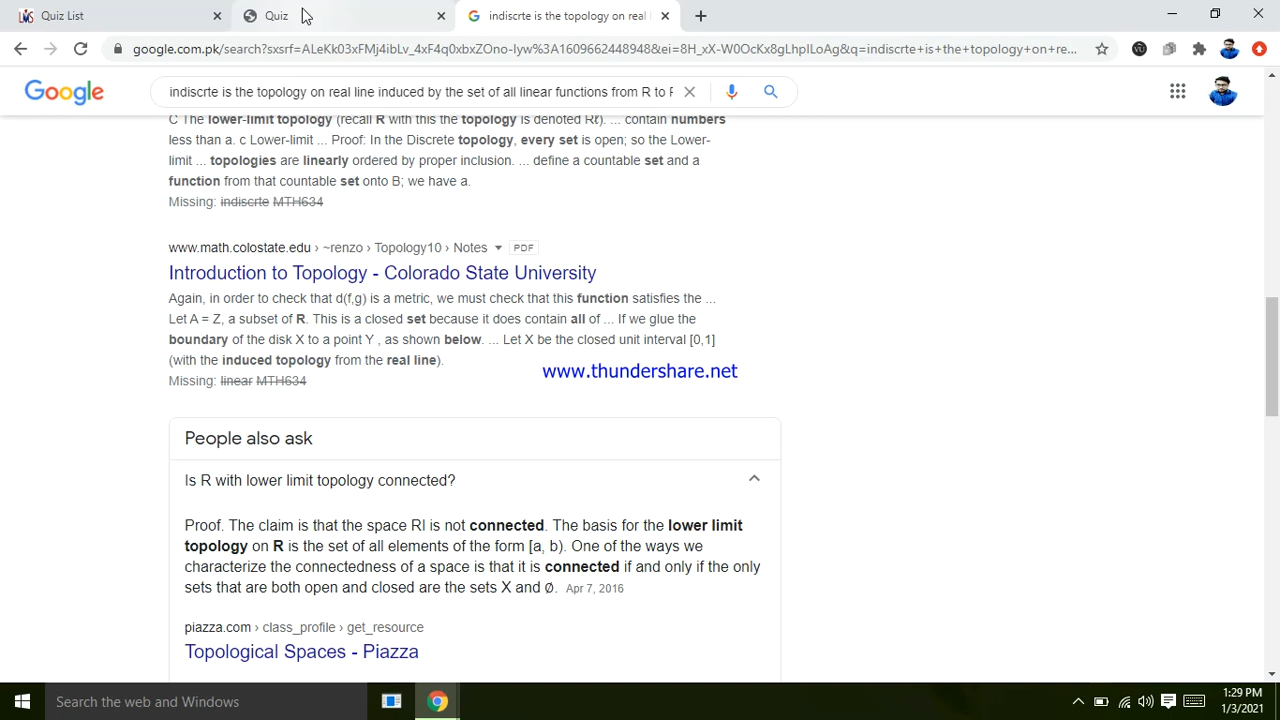 Quiz List
Quiz
indiscrte is the topology on real
google.com.pk/search?sxsrf=ALeKk03xFMj4ibLv_4xF4q0xbxZOno-Iyw%3A1609662448948&ei=8H_xX-W0OcKx8gLhpILoAg&q=indiscrte+is+the+topology+on+re...
Google
indiscrte is the topology on real line induced by the set of all linear functions from R to F
C The lower-limit topology (recall R with this the topology is denoted Rℓ). ... contain numbers
less than a. c Lower-limit ... Proof: In the Discrete topology, every set is open; so the Lower-
limit ... topologies are linearly ordered by proper inclusion. ... define a countable set and a
function from that countable set onto B; we have a.
Missing: indiscrte MTH634
www.math.colostate.edu › ~renzo › Topology10 › Notes PDF
Introduction to Topology - Colorado State University
Again, in order to check that d(f,g) is a metric, we must check that this function satisfies the ...
Let A = Z, a subset of R. This is a closed set because it does contain all of ... If we glue the
boundary of the disk X to a point Y , as shown below. ... Let X be the closed unit interval [0,1]
(with the induced topology from the real line).
www.thundershare.net
Missing: linear MTH634
People also ask
Is R with lower limit topology connected?
Proof. The claim is that the space Rl is not connected. The basis for the lower limit
topology on R is the set of all elements of the form [a, b). One of the ways we
characterize the connectedness of a space is that it is connected if and only if the only
sets that are both open and closed are the sets X and ∅. Apr 7, 2016
piazza.com › class_profile › get_resource
Topological Spaces - Piazza
Search the web and Windows
1:29 PM
1/3/2021